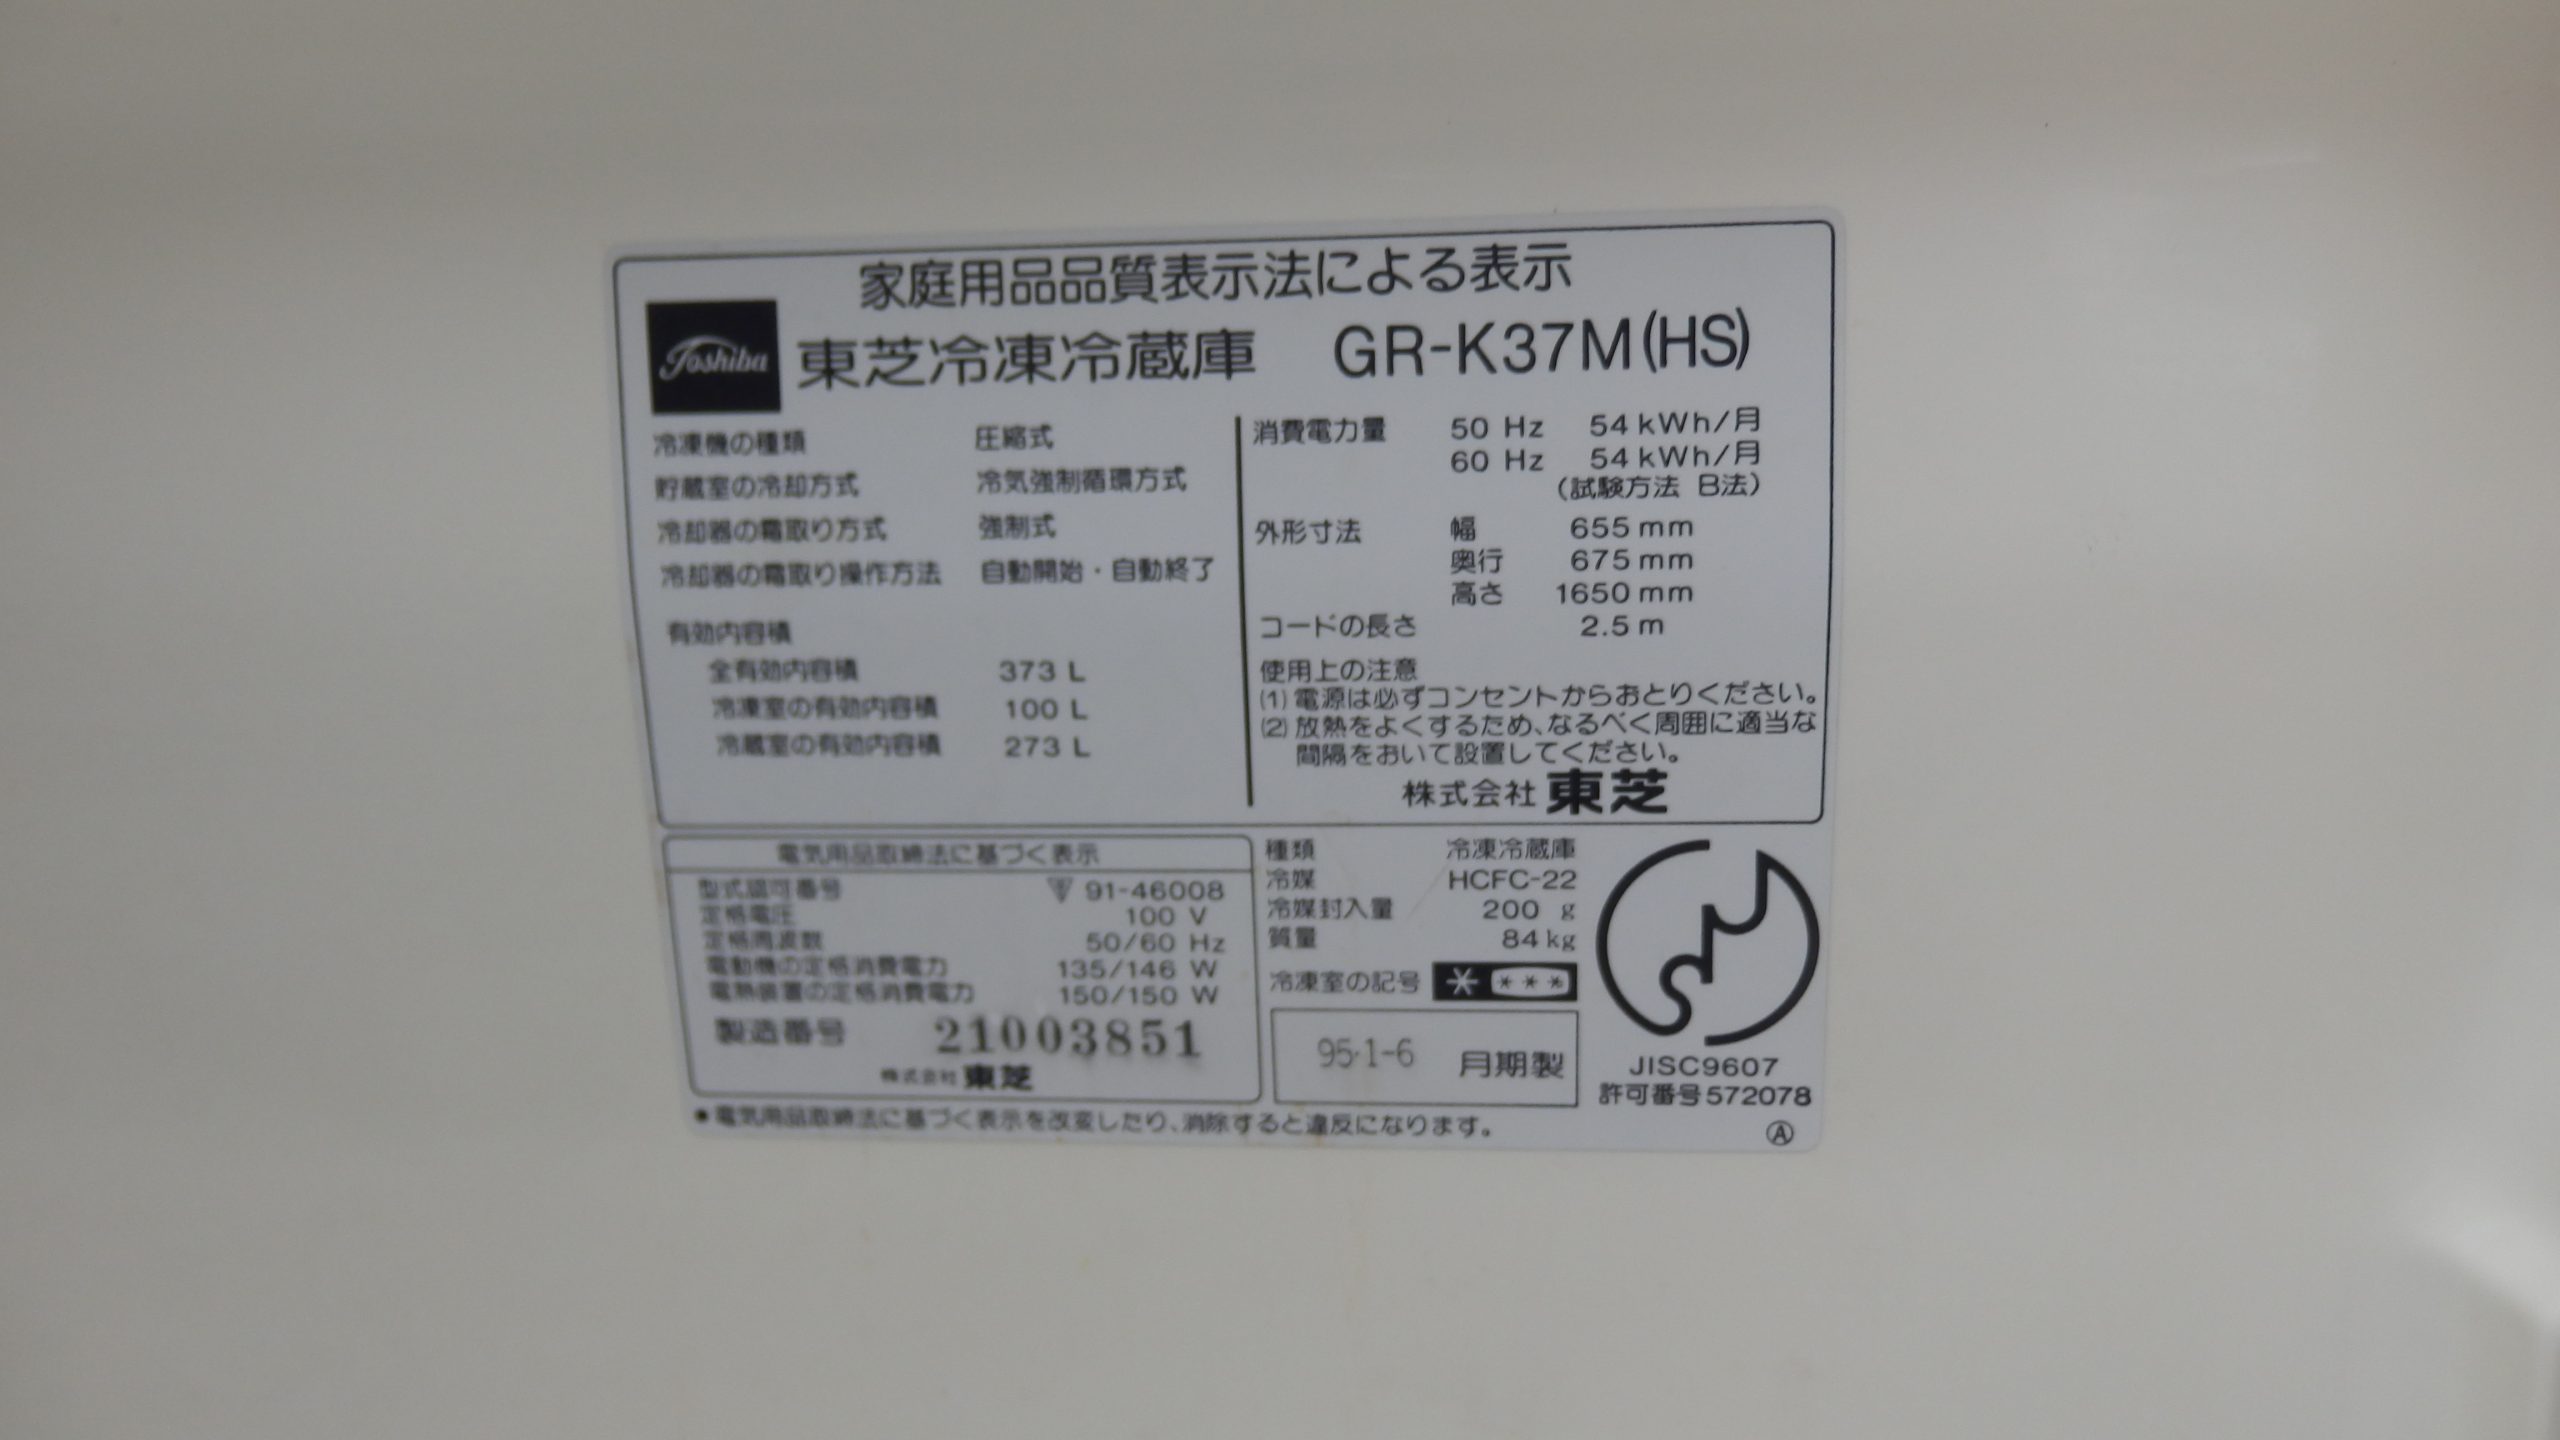 家庭用品品質表示法による表示
Toshiba 東芝冷凍冷蔵庫 GR-K37M(HS)
冷凍機の種類 圧縮式
貯蔵室の冷却方式 冷気強制循環方式
冷却器の霜取り方式 強制式
冷却器の霜取り操作方法 自動開始・自動終了
有効内容積
全有効内容積 373 L
冷凍室の有効内容積 100 L
冷蔵室の有効内容積 273 L
消費電力量 50 Hz 54 kWh/月
60 Hz 54 kWh/月
(試験方法 B法)
外形寸法 幅 655 mm
奥行 675 mm
高さ 1650 mm
コードの長さ 2.5 m
使用上の注意
(1) 電源は必ずコンセントからおとりください。
(2) 放熱をよくするため、なるべく周囲に適当な
間隔をおいて設置してください。
株式会社 東芝
電気用品取締法に基づく表示
型式認可番号 91-46008
定格電圧 100 V
定格周波数 50/60 Hz
電動機の定格消費電力 135/146 W
電熱装置の定格消費電力 150/150 W
製造番号 21003851
株式会社 東芝
種類 冷凍冷蔵庫
冷媒 HCFC-22
冷媒封入量 200 g
質量 84 kg
冷凍室の記号 * ***
95·1-6 月期製
JISC9607
許可番号572078
●電気用品取締法に基づく表示を改変したり、消除すると違反になります。
Ⓐ